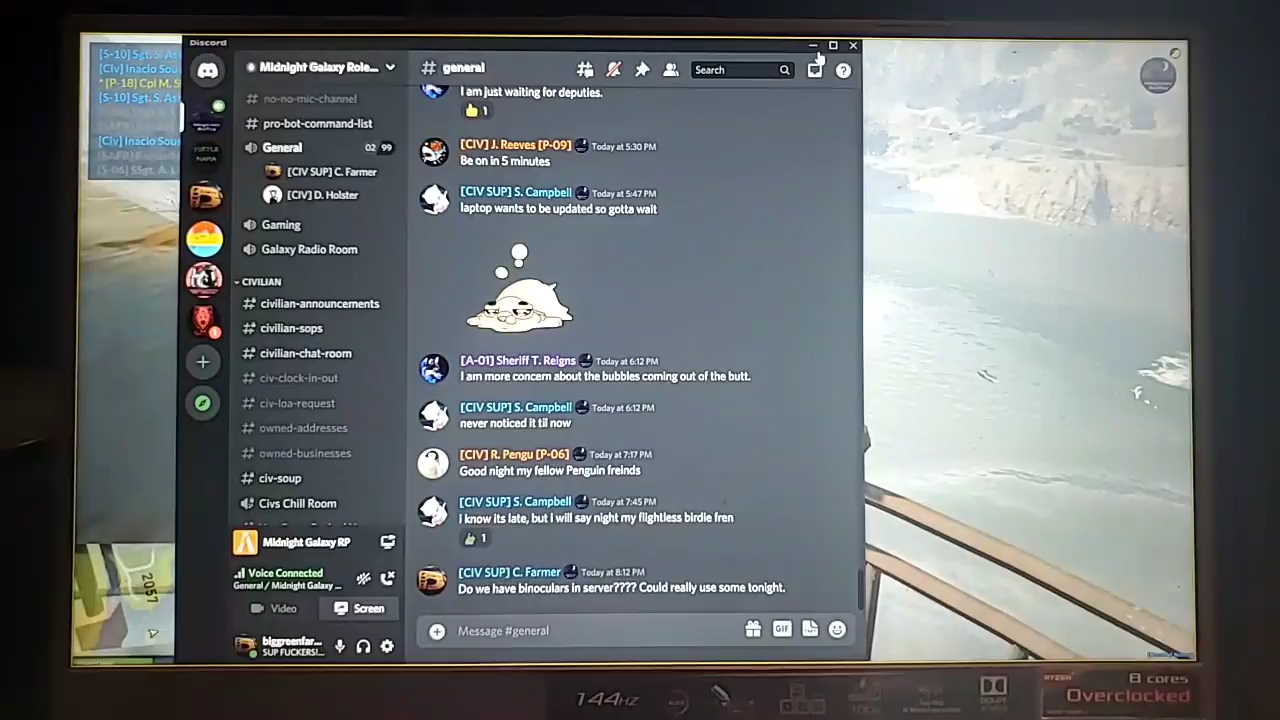 [S-10] Sgt. S. As
[Civ] Inacio Sou
* [P-18] Cpl M. S
[S-10] Sgt. S. As
[Civ] Inacio Sous
[S-06] SSgt. A. L
2057
Discord
Midnight Galaxy Role...
no-no-mic-channel
pro-bot-command-list
General 02 99
[CIV SUP] C. Farmer
[CIV] D. Holster
Gaming
Galaxy Radio Room
CIVILIAN
civilian-announcements
civilian-sops
civilian-chat-room
civ-clock-in-out
civ-loa-request
owned-addresses
owned-businesses
civ-soup
Civs Chill Room
Midnight Galaxy RP
Voice Connected
General / Midnight Galaxy ...
Video Screen
biggreenfar...
SUP FUCKERS!...
# general
Search
I am just waiting for deputies.
1
[CIV] J. Reeves [P-09] Today at 5:30 PM
Be on in 5 minutes
[CIV SUP] S. Campbell Today at 5:47 PM
laptop wants to be updated so gotta wait
[A-01] Sheriff T. Reigns Today at 6:12 PM
I am more concern about the bubbles coming out of the butt.
[CIV SUP] S. Campbell Today at 6:12 PM
never noticed it til now
[CIV] R. Pengu [P-06] Today at 7:17 PM
Good night my fellow Penguin freinds
[CIV SUP] S. Campbell Today at 7:45 PM
i know its late, but i will say night my flightless birdie fren
1
[CIV SUP] C. Farmer Today at 8:12 PM
Do we have binoculars in server???? Could really use some tonight.
Message #general
GIF
144HZ
RYZEN
8 cores
Overclocked